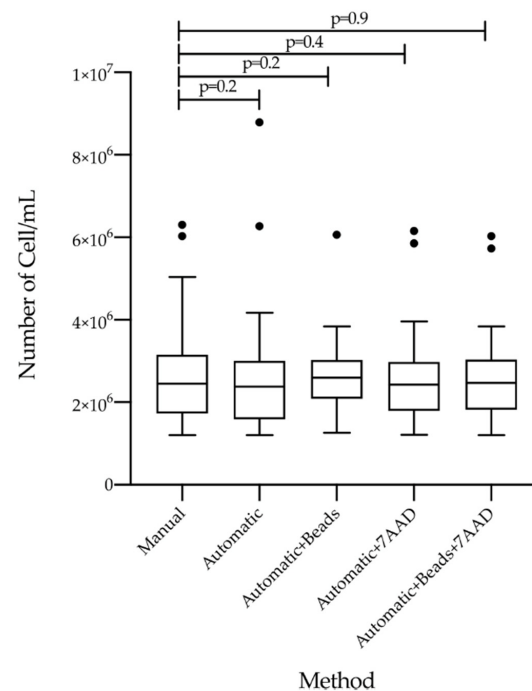 p=0.9
p=0.4
p=0.2
p=0.2
1×10⁷
8×10⁶
6×10⁶
4×10⁶
2×10⁶
0
Number of Cell/mL
Manual
Automatic
Automatic+Beads
Automatic+7AAD
Automatic+Beads+7AAD
Method